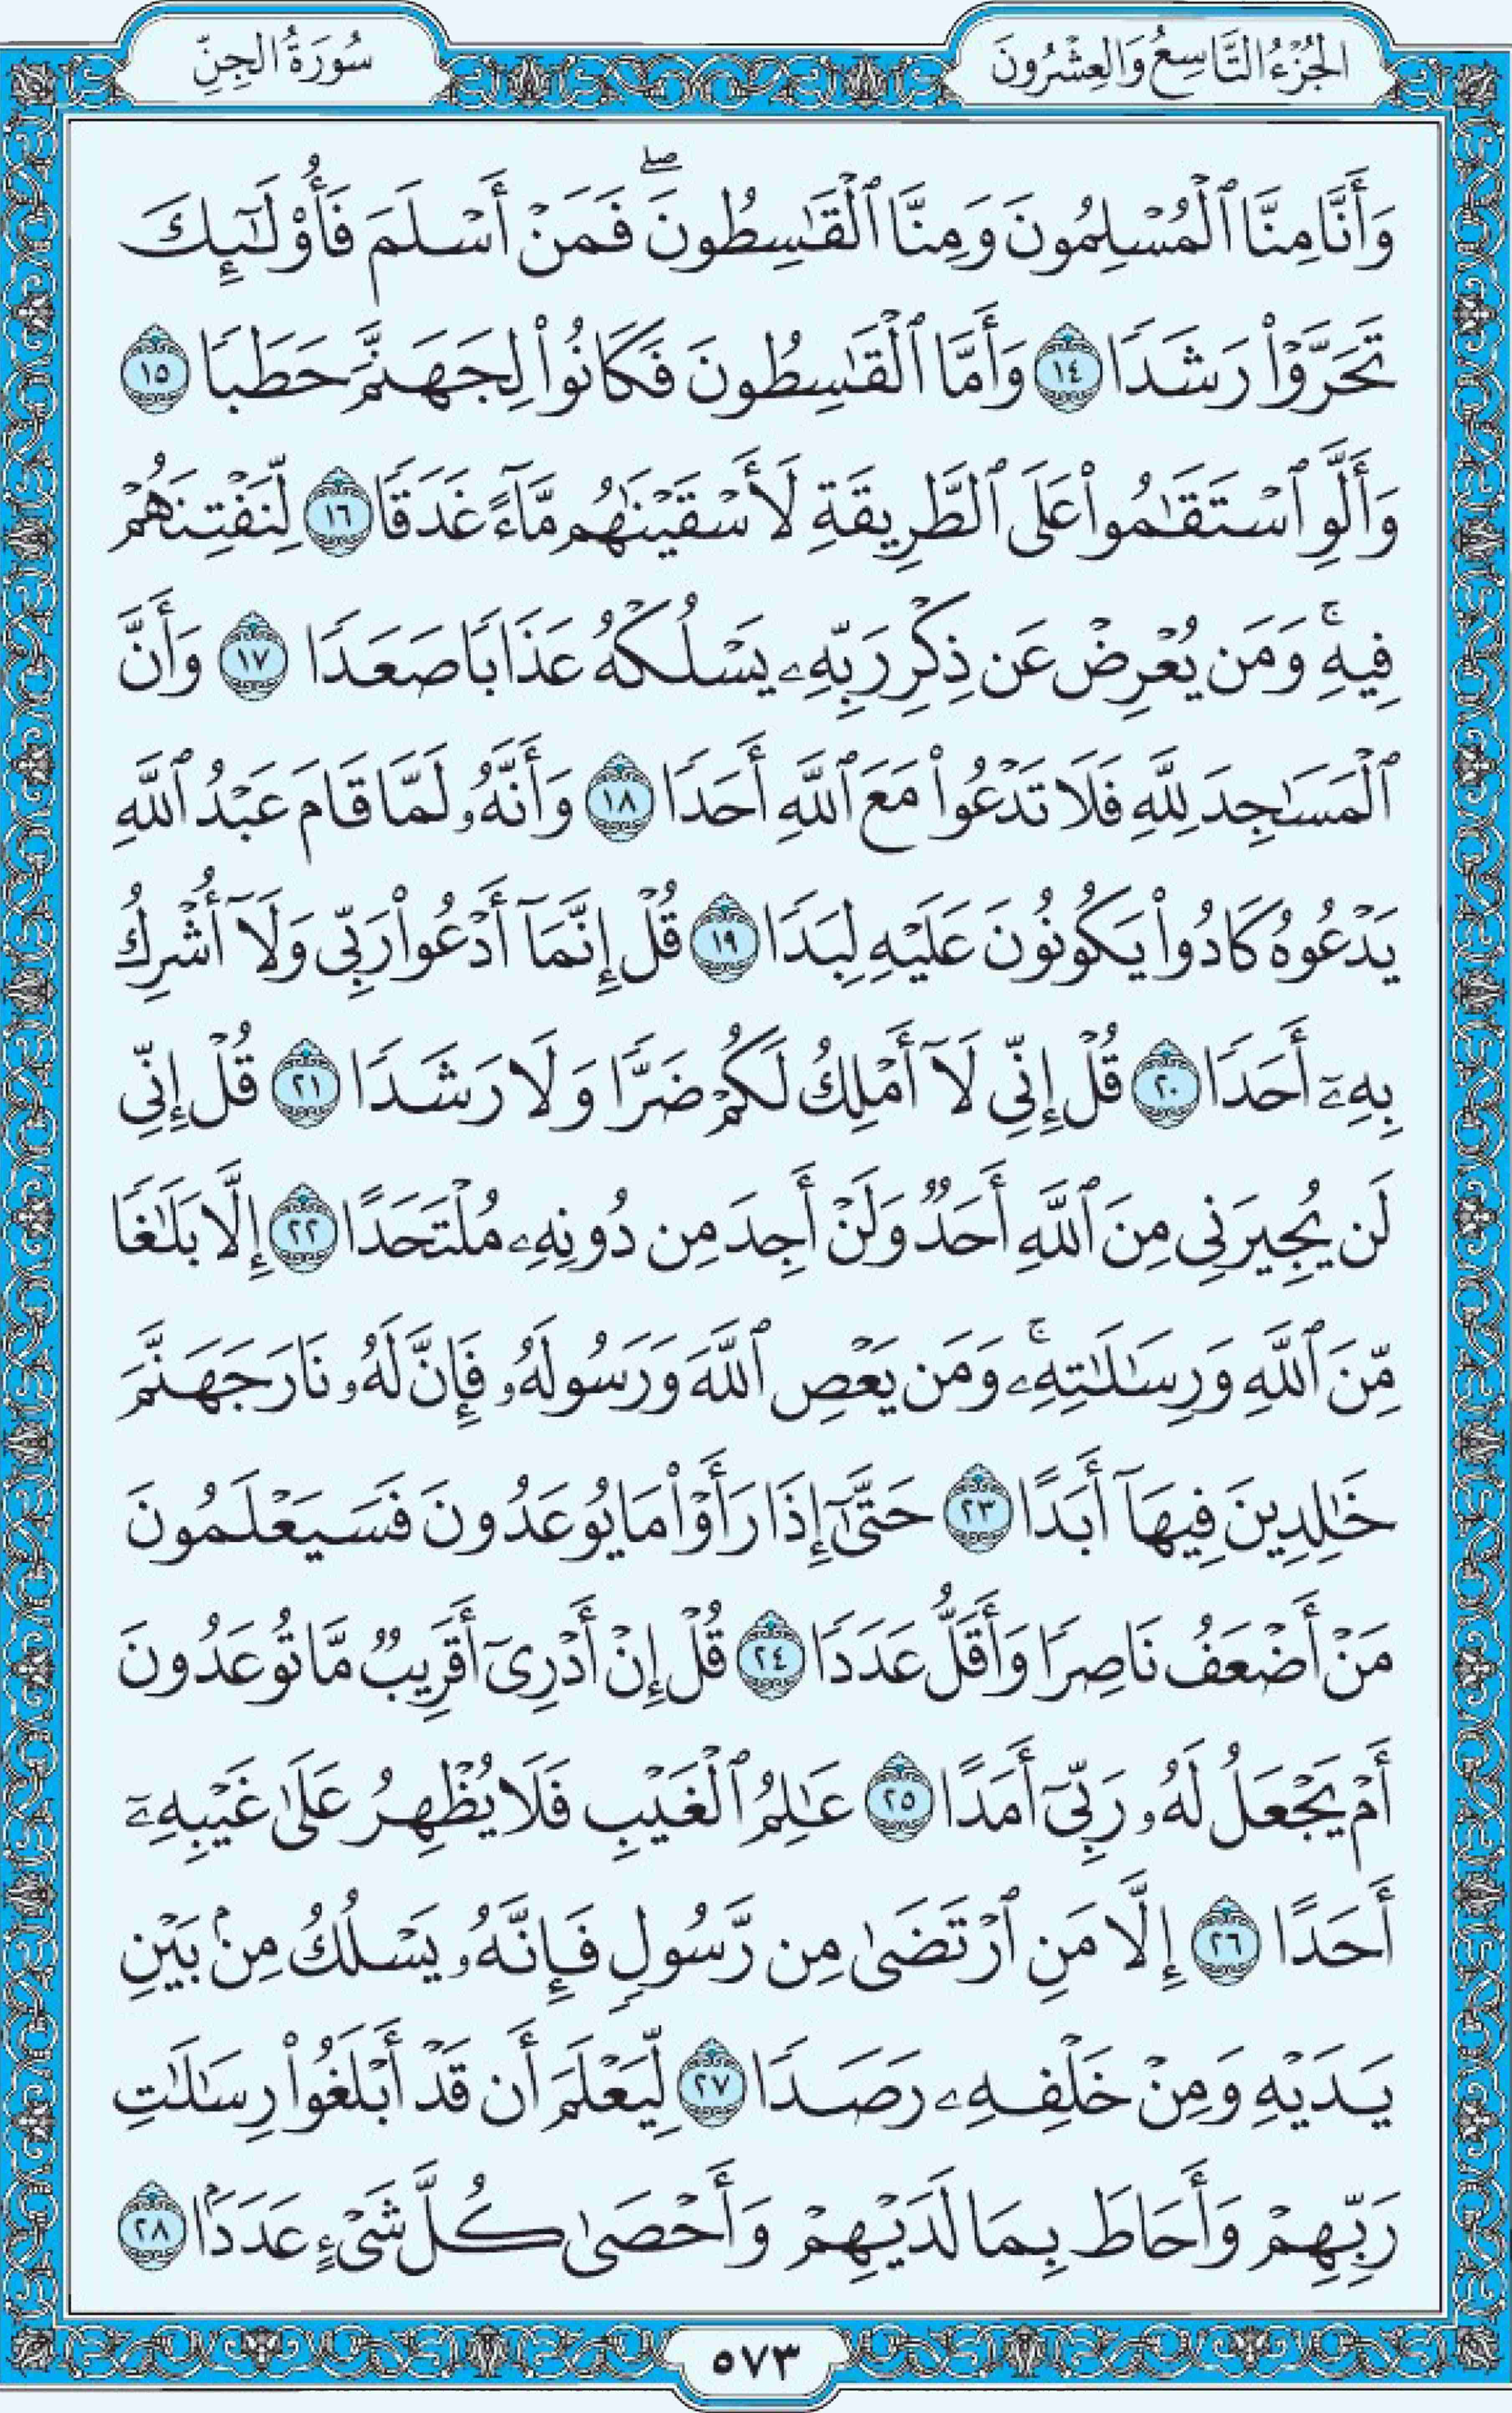 الجُزْءُ التَّاسِعُ وَالعِشْرُونَ
سُورَةُ الجِنِّ
وَأَنَّا مِنَّا ٱلْمُسْلِمُونَ وَمِنَّا ٱلْقَٰسِطُونَۖ فَمَنْ أَسْلَمَ فَأُو۟لَٰٓئِكَ
تَحَرَّوْا۟ رَشَدًا ١٤ وَأَمَّا ٱلْقَٰسِطُونَ فَكَانُوا۟ لِجَهَنَّمَ حَطَبًا ١٥
وَأَلَّوِ ٱسْتَقَٰمُوا۟ عَلَى ٱلطَّرِيقَةِ لَأَسْقَيْنَٰهُم مَّآءً غَدَقًا ١٦ لِّنَفْتِنَهُمْ
فِيهِۚ وَمَن يُعْرِضْ عَن ذِكْرِ رَبِّهِۦ يَسْلُكْهُ عَذَابًا صَعَدًا ١٧ وَأَنَّ
ٱلْمَسَٰجِدَ لِلَّهِ فَلَا تَدْعُوا۟ مَعَ ٱللَّهِ أَحَدًا ١٨ وَأَنَّهُۥ لَمَّا قَامَ عَبْدُ ٱللَّهِ
يَدْعُوهُ كَادُوا۟ يَكُونُونَ عَلَيْهِ لِبَدًا ١٩ قُلْ إِنَّمَآ أَدْعُوا۟ رَبِّى وَلَآ أُشْرِكُ
بِهِۦٓ أَحَدًا ٢٠ قُلْ إِنِّى لَآ أَمْلِكُ لَكُمْ ضَرًّا وَلَا رَشَدًا ٢١ قُلْ إِنِّى
لَن يُجِيرَنِى مِنَ ٱللَّهِ أَحَدٌ وَلَنْ أَجِدَ مِن دُونِهِۦ مُلْتَحَدًا ٢٢ إِلَّا بَلَٰغًا
مِّنَ ٱللَّهِ وَرِسَٰلَٰتِهِۦۚ وَمَن يَعْصِ ٱللَّهَ وَرَسُولَهُۥ فَإِنَّ لَهُۥ نَارَ جَهَنَّمَ
خَٰلِدِينَ فِيهَآ أَبَدًا ٢٣ حَتَّىٰٓ إِذَا رَأَوْا۟ مَا يُوعَدُونَ فَسَيَعْلَمُونَ
مَنْ أَضْعَفُ نَاصِرًا وَأَقَلُّ عَدَدًا ٢٤ قُلْ إِنْ أَدْرِىٓ أَقَرِيبٌ مَّا تُوعَدُونَ
أَمْ يَجْعَلُ لَهُۥ رَبِّىٓ أَمَدًا ٢٥ عَٰلِمُ ٱلْغَيْبِ فَلَا يُظْهِرُ عَلَىٰ غَيْبِهِۦٓ
أَحَدًا ٢٦ إِلَّا مَنِ ٱرْتَضَىٰ مِن رَّسُولٍ فَإِنَّهُۥ يَسْلُكُ مِنۢ بَيْنِ
يَدَيْهِ وَمِنْ خَلْفِهِۦ رَصَدًا ٢٧ لِّيَعْلَمَ أَن قَدْ أَبْلَغُوا۟ رِسَٰلَٰتِ
رَبِّهِمْ وَأَحَاطَ بِمَا لَدَيْهِمْ وَأَحْصَىٰ كُلَّ شَىْءٍ عَدَدًۢا ٢٨
٥٧٣